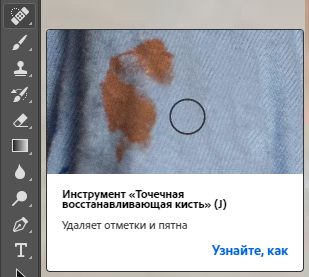 Инструмент «Точечная
восстанавливающая кисть» (J)
Удаляет отметки и пятна
Узнайте, как